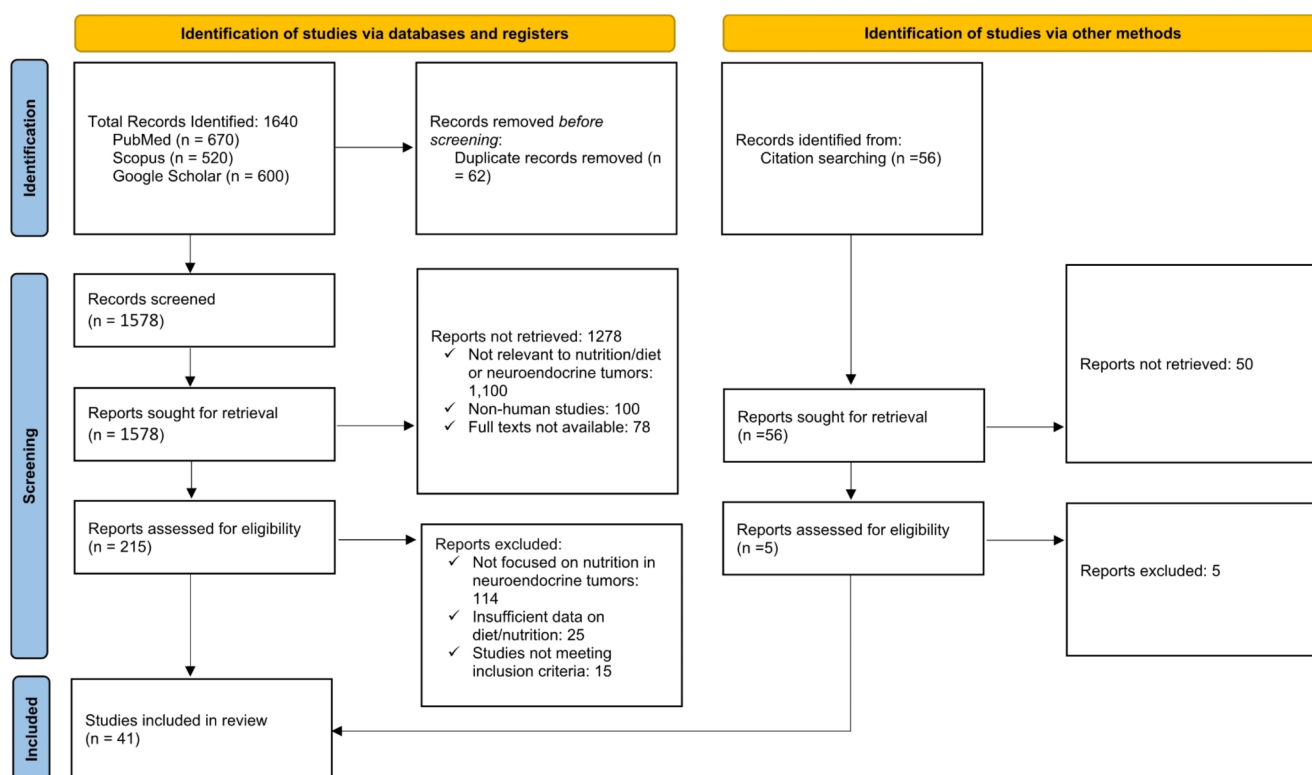 Identification of studies via databases and registers
Identification of studies via other methods
Identification
Total Records Identified: 1640
PubMed (n = 670)
Scopus (n = 520)
Google Scholar (n = 600)
Records removed before
screening:
Duplicate records removed (n
= 62)
Records identified from:
Citation searching (n =56)
Screening
Records screened
(n = 1578)
Reports sought for retrieval
(n = 1578)
Reports not retrieved: 1278
✓ Not relevant to nutrition/diet
or neuroendocrine tumors:
1,100
✓ Non-human studies: 100
✓ Full texts not available: 78
Reports sought for retrieval
(n =56)
Reports not retrieved: 50
Reports assessed for eligibility
(n = 215)
Reports excluded:
✓ Not focused on nutrition in
neuroendocrine tumors:
114
✓ Insufficient data on
diet/nutrition: 25
✓ Studies not meeting
inclusion criteria: 15
Reports assessed for eligibility
(n =5)
Reports excluded: 5
Included
Studies included in review
(n = 41)